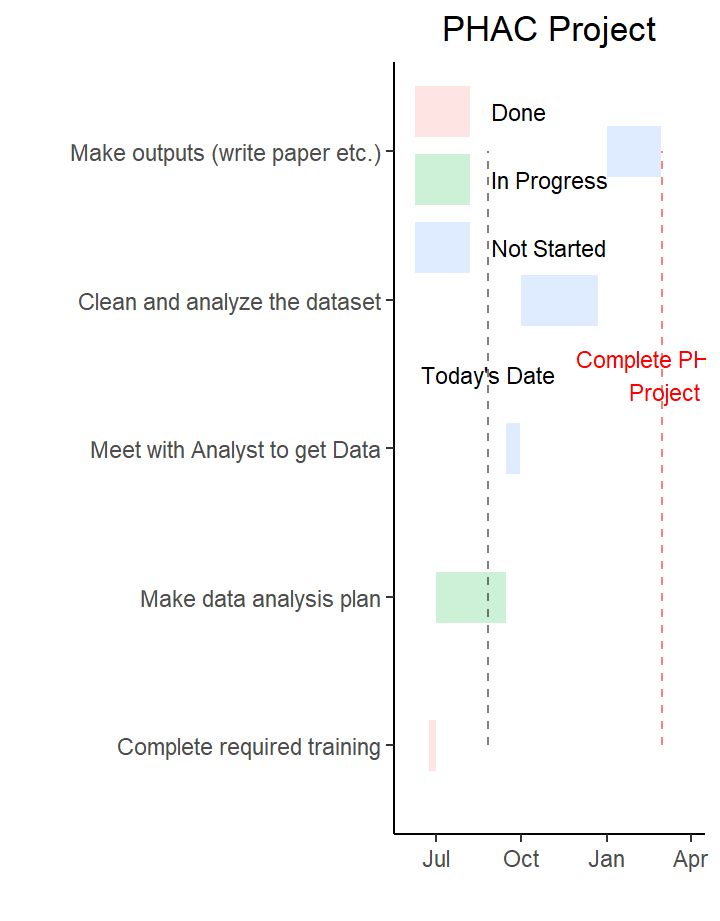 PHAC Project
Done
Make outputs (write paper etc.)
In Progress
Not Started
Clean and analyze the dataset
Complete PH
Today's Date
Project
Meet with Analyst to get Data
Make data analysis plan
Complete required training
Jul Oct Jan Apr